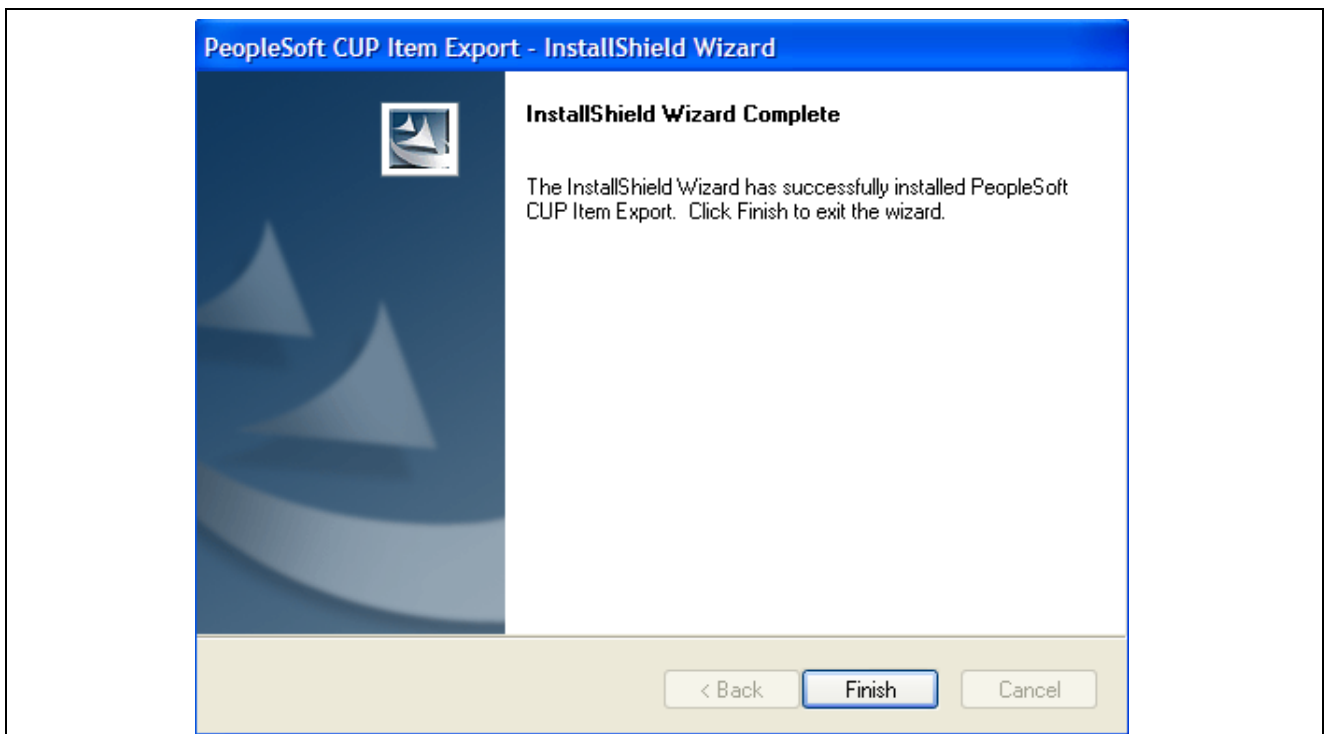 PeopleSoft CUP Item Export - InstallShield Wizard
InstallShield Wizard Complete
The InstallShield Wizard has successfully installed PeopleSoft
CUP Item Export.  Click Finish to exit the wizard.
< Back
Finish
Cancel